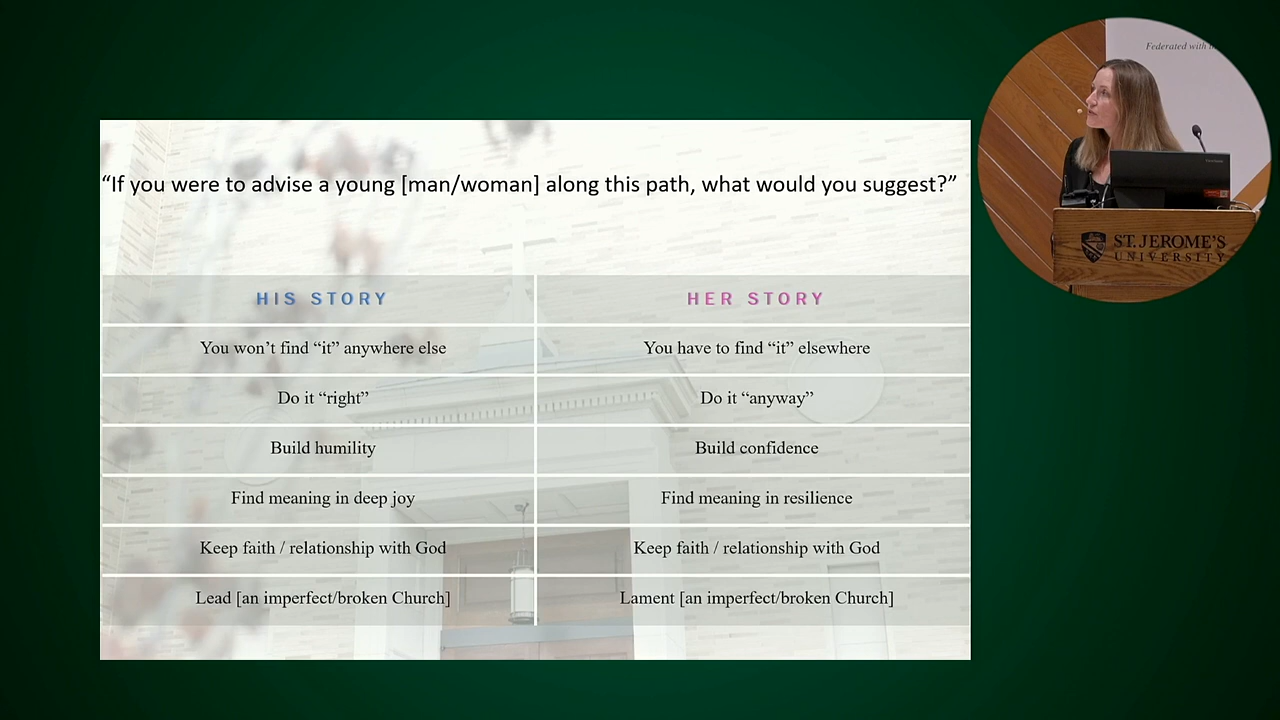 Federated with
“If you were to advise a young [man/woman] along this path, what would you suggest?”
HIS STORY
HER STORY
You won’t find “it” anywhere else
You have to find “it” elsewhere
Do it “right”
Do it “anyway”
Build humility
Build confidence
Find meaning in deep joy
Find meaning in resilience
Keep faith / relationship with God
Keep faith / relationship with God
Lead [an imperfect/broken Church]
Lament [an imperfect/broken Church]
ST. JEROME’S
UNIVERSITY